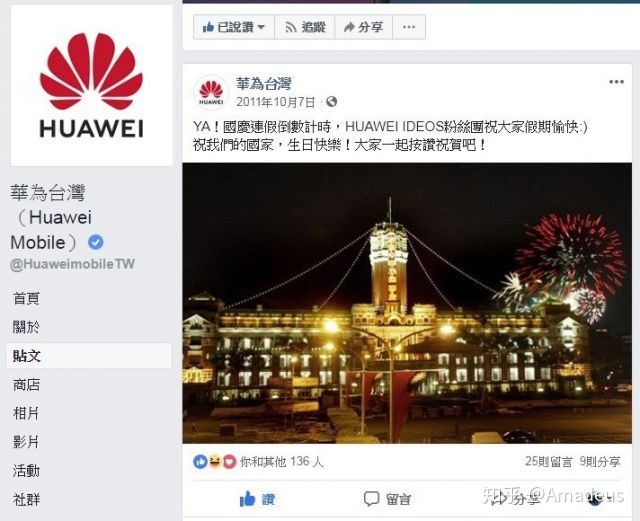 HUAWEI
華為台灣
（Huawei
Mobile）
@HuaweimobileTW
首頁
關於
貼文
商店
相片
影片
活動
社群
已說讚 追蹤 分享
HUAWEI
華為台灣
2011年10月7日
YA！國慶連假倒數計時，HUAWEI IDEOS粉絲團祝大家假期愉快:)
祝我們的國家，生日快樂！大家一起按讚祝賀吧！
你和其他 136 人 25則留言 9則分享
讚 留言 分享
知乎 @Amadeus